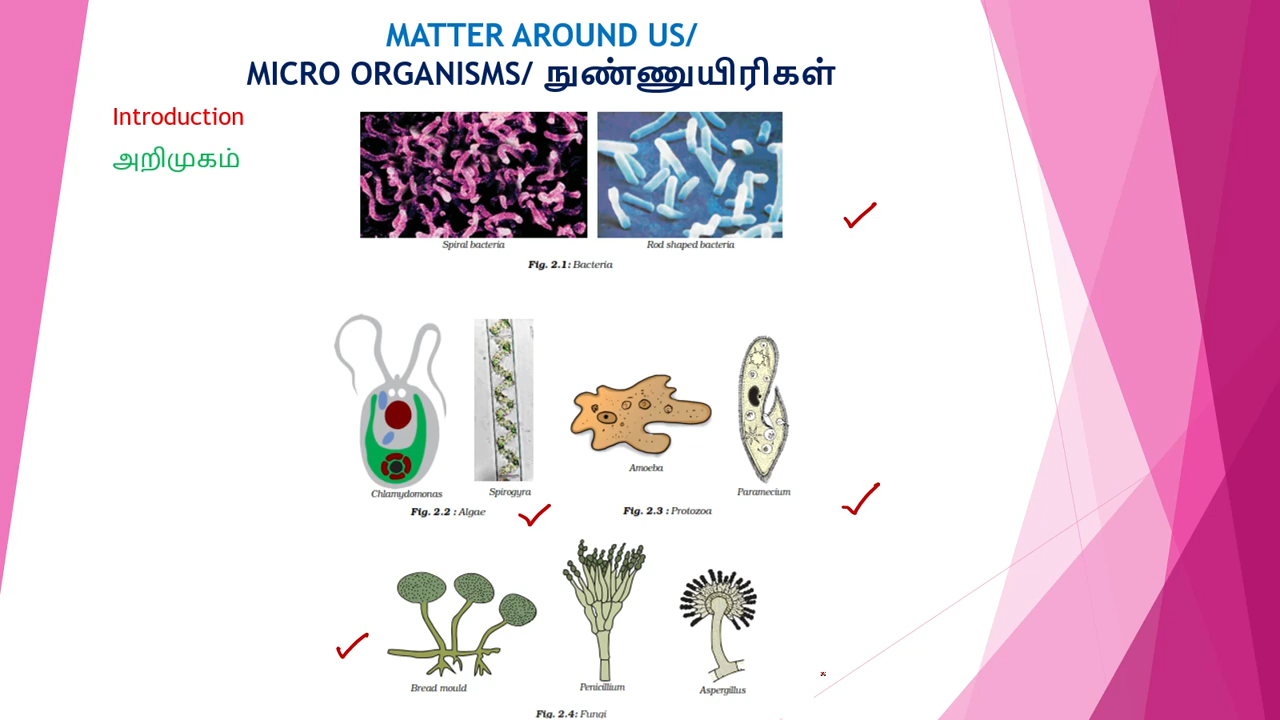 MATTER AROUND US/
MICRO ORGANISMS/ நுண்ணுயிரிகள்
Introduction
அறிமுகம்
Spiral bacteria
Rod shaped bacteria
Fig. 2.1: Bacteria
Chlamydomonas
Spirogyra
Amoeba
Paramecium
Fig. 2.2 : Algae
Fig. 2.3 : Protozoa
Bread mould
Penicillium
Aspergillus
Fig. 2.4: Fungi